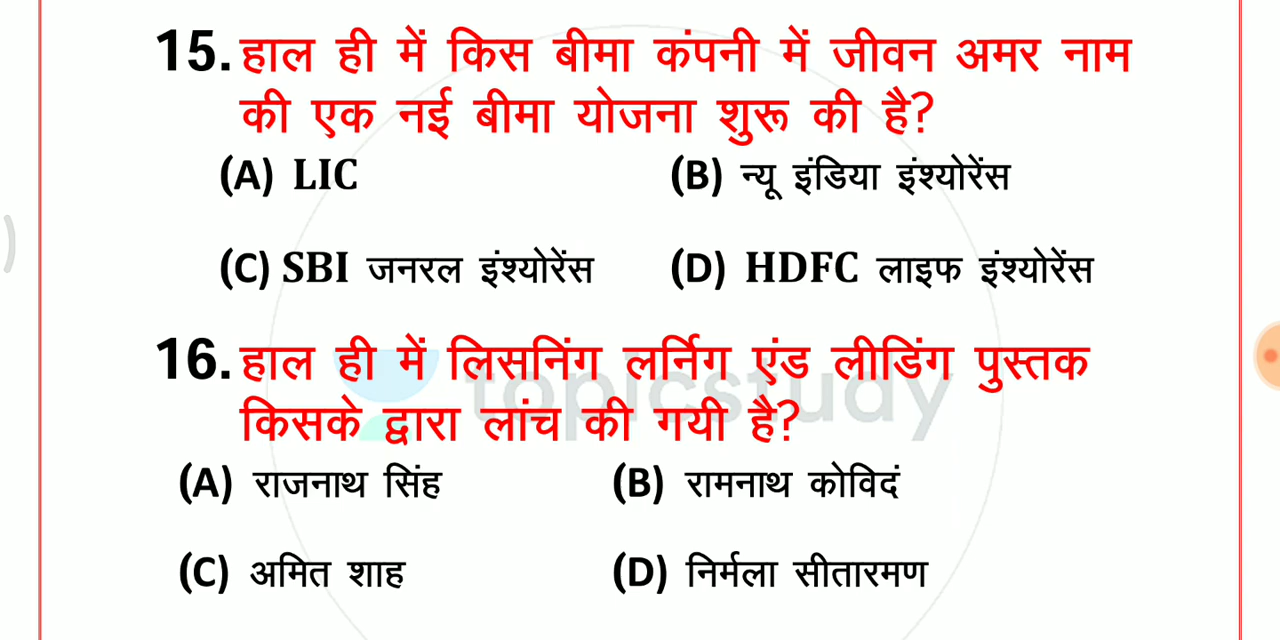 15. हाल ही में किस बीमा कंपनी में जीवन अमर नाम
की एक नई बीमा योजना शुरू की है?
(A) LIC (B) न्यू इंडिया इंश्योरेंस
(C) SBI जनरल इंश्योरेंस (D) HDFC लाइफ इंश्योरेंस
16. हाल ही में लिसनिंग लर्निग एंड लीडिंग पुस्तक
किसके द्वारा लांच की गयी है?
topicstudy
(A) राजनाथ सिंह (B) रामनाथ कोविदं
(C) अमित शाह (D) निर्मला सीतारमण